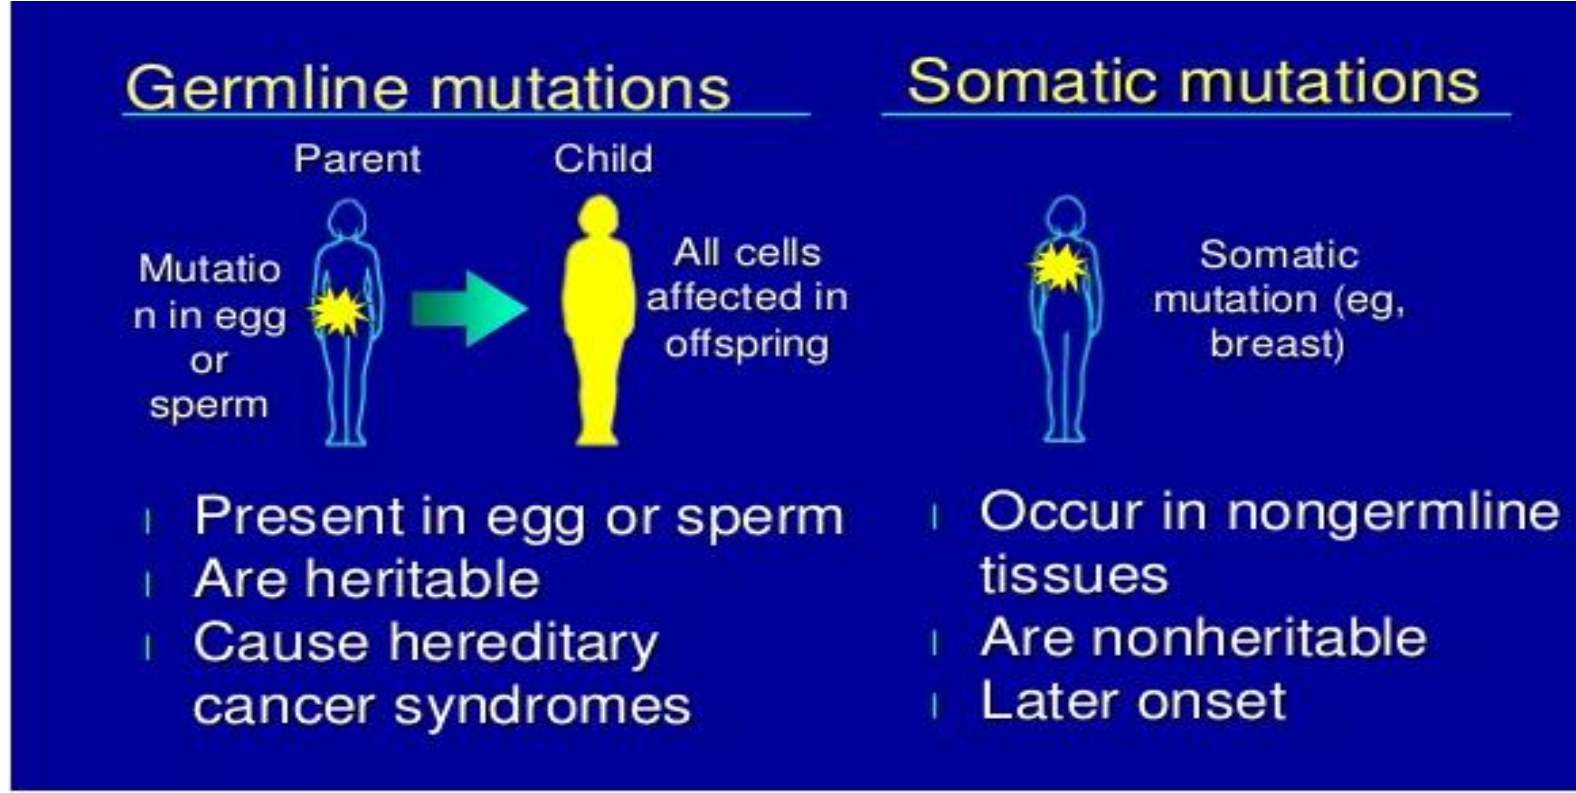 Germline mutations
Parent
Child
Mutatio
n in egg
or
sperm
All cells
affected in
offspring
Present in egg or sperm
Are heritable
Cause hereditary
cancer syndromes
Somatic mutations
Somatic
mutation (eg,
breast)
Occur in nongermline
tissues
Are nonheritable
Later onset